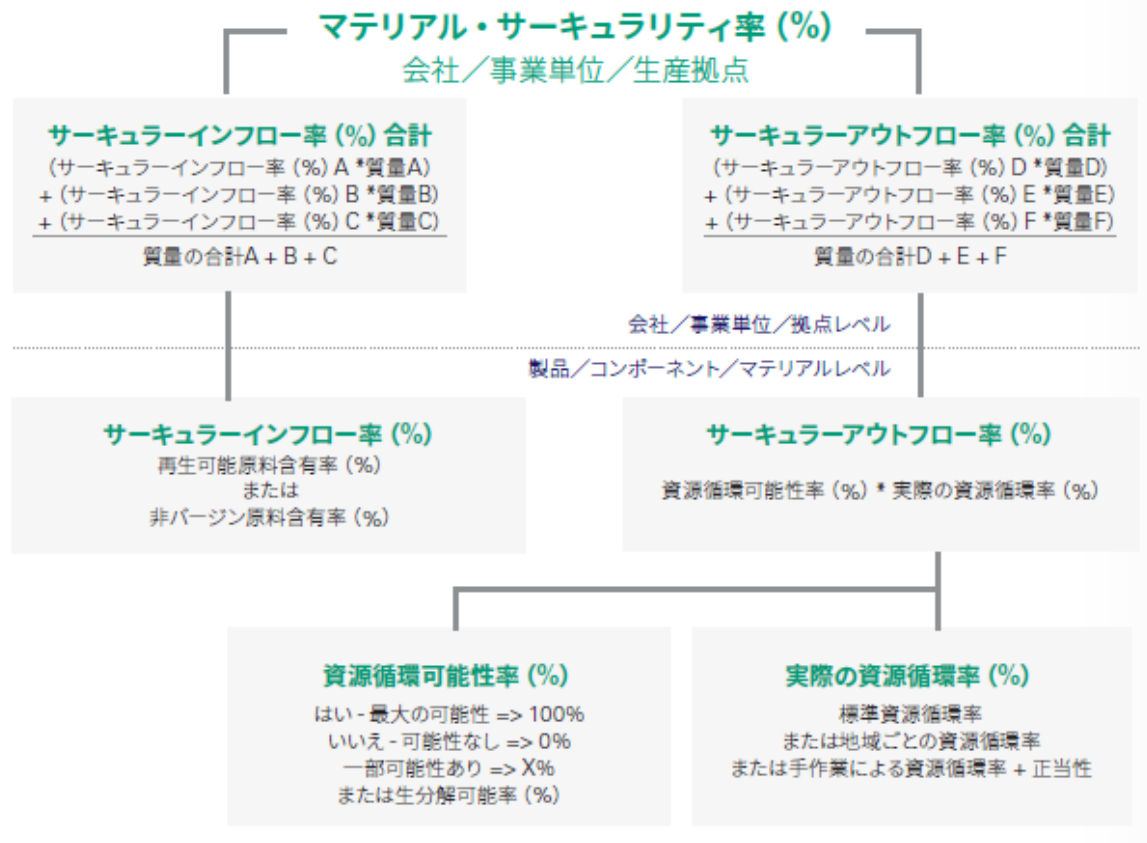 マテリアル・サーキュラリティ率 (%)
会社／事業単位／生産拠点
サーキュラーインフロー率 (%) 合計
(サーキュラーインフロー率 (%) A *質量A)
+ (サーキュラーインフロー率 (%) B *質量B)
+ (サーキュラーインフロー率 (%) C *質量C)
質量の合計A + B + C
サーキュラーアウトフロー率 (%) 合計
(サーキュラーアウトフロー率 (%) D *質量D)
+ (サーキュラーアウトフロー率 (%) E *質量E)
+ (サーキュラーアウトフロー率 (%) F *質量F)
質量の合計D + E + F
会社／事業単位／拠点レベル
製品／コンポーネント／マテリアルレベル
サーキュラーインフロー率 (%)
再生可能原料含有率 (%)
または
非バージン原料含有率 (%)
サーキュラーアウトフロー率 (%)
資源循環可能性率 (%) * 実際の資源循環率 (%)
資源循環可能性率 (%)
はい - 最大の可能性 => 100%
いいえ - 可能性なし => 0%
一部可能性あり => X%
または生分解可能率 (%)
実際の資源循環率 (%)
標準資源循環率
または地域ごとの資源循環率
または手作業による資源循環率 + 正当性